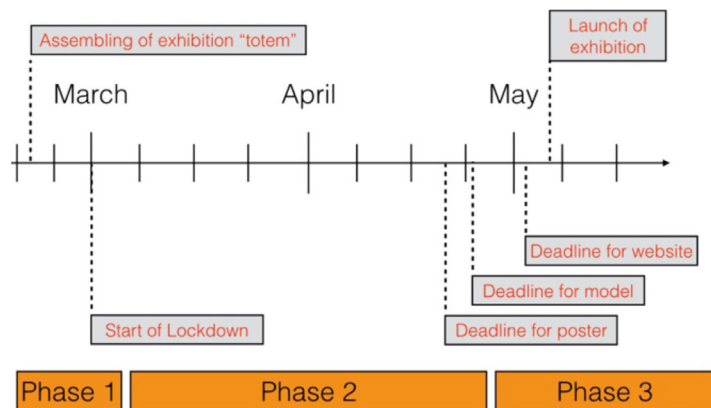 Assembling of exhibition “totem”
Launch of
exhibition
March
April
May
Deadline for website
Deadline for model
Start of Lockdown
Deadline for poster
Phase 1
Phase 2
Phase 3